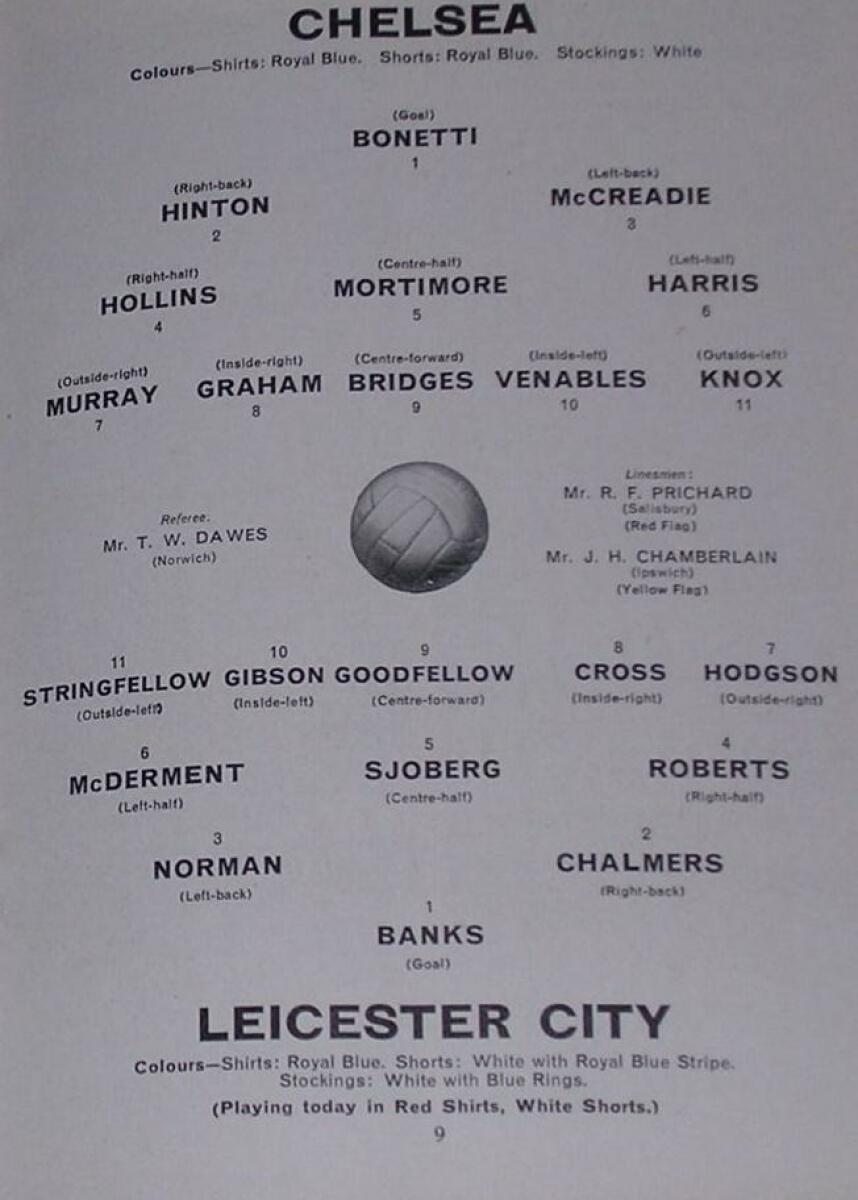 CHELSEA
Colours—Shirts: Royal Blue. Shorts: Royal Blue. Stockings: White
(Goal)
BONETTI
1
(Right-back) (Left-back)
HINTON McCREADIE
2 3
(Right-half) (Centre-half) (Left-half)
HOLLINS MORTIMORE HARRIS
4 5 6
(Outside-right) (Inside-right) (Centre-forward) (Inside-left) (Outside-left)
MURRAY GRAHAM BRIDGES VENABLES KNOX
7 8 9 10 11
Referee:
Mr. T. W. DAWES
(Norwich)
Linesmen:
Mr. R. F. PRICHARD
(Salisbury)
(Red Flag)
Mr. J. H. CHAMBERLAIN
(Ipswich)
(Yellow Flag)
11 10 9 8 7
STRINGFELLOW GIBSON GOODFELLOW CROSS HODGSON
(Outside-left) (Inside-left) (Centre-forward) (Inside-right) (Outside-right)
6 5 4
McDERMENT SJOBERG ROBERTS
(Left-half) (Centre-half) (Right-half)
3 2
NORMAN CHALMERS
(Left-back) (Right-back)
1
BANKS
(Goal)
LEICESTER CITY
Colours—Shirts: Royal Blue. Shorts: White with Royal Blue Stripe.
Stockings: White with Blue Rings.
(Playing today in Red Shirts, White Shorts.)
9